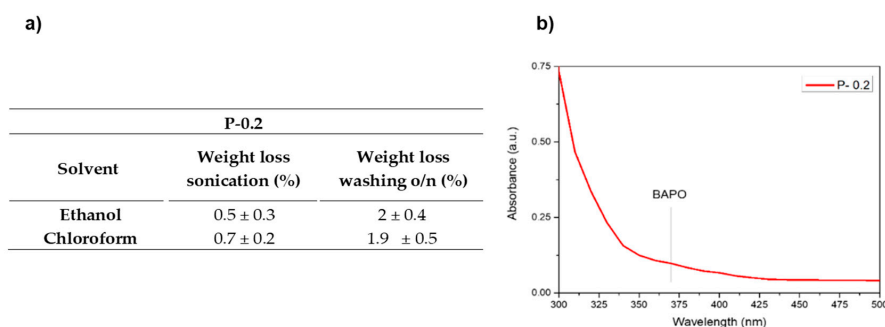 a)
P-0.2
Solvent
Weight loss sonication (%)
Weight loss washing o/n (%)
Ethanol 0.5 ± 0.3 2 ± 0.4
Chloroform 0.7 ± 0.2 1.9 ± 0.5
b)
0.75
0.50
0.25
0.00
Absorbance (a.u.)
P- 0.2
BAPO
300 325 350 375 400 425 450 475 500
Wavelength (nm)